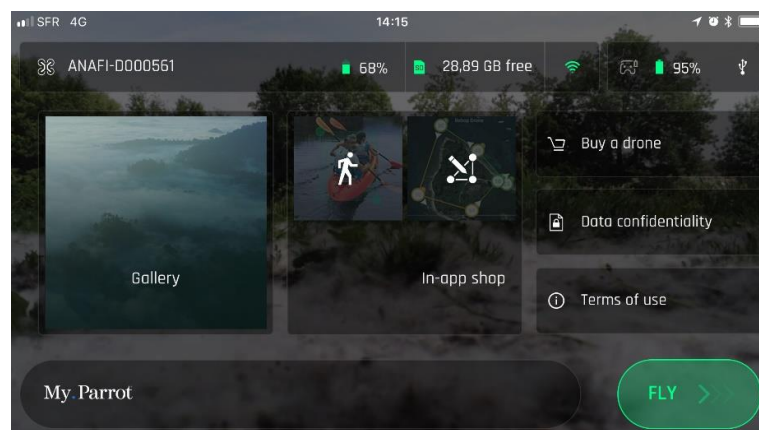 SFR 4G 14:15
ANAFI-D000561 68% 28,89 GB free 95%
Buy a drone
Data confidentiality
Gallery
In-app shop
Terms of use
My.Parrot
FLY